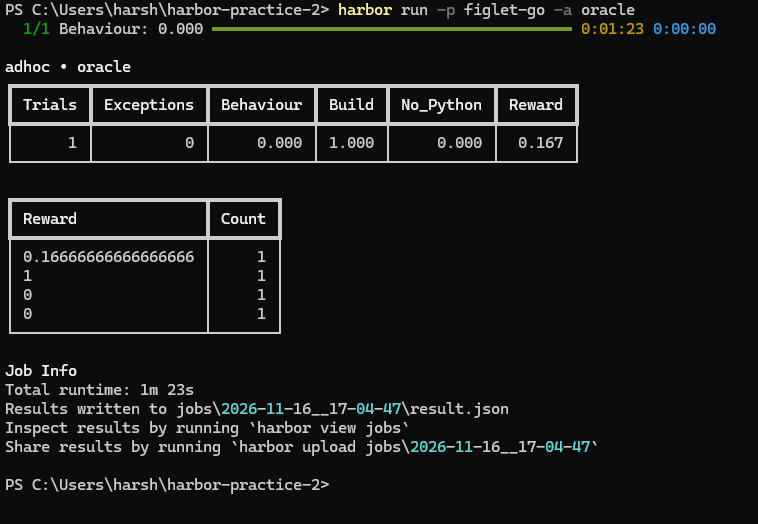 PS C:\Users\harsh\harbor-practice-2> harbor run -p figlet-go -a oracle
1/1 Behaviour: 0.000 0:01:23 0:00:00
adhoc • oracle
Trials Exceptions Behaviour Build No_Python Reward
1 0 0.000 1.000 0.000 0.167
Reward Count
0.16666666666666666 1
1 1
0 1
0 1
Job Info
Total runtime: 1m 23s
Results written to jobs\2026-11-16__17-04-47\result.json
Inspect results by running `harbor view jobs`
Share results by running `harbor upload jobs\2026-11-16__17-04-47`
PS C:\Users\harsh\harbor-practice-2>